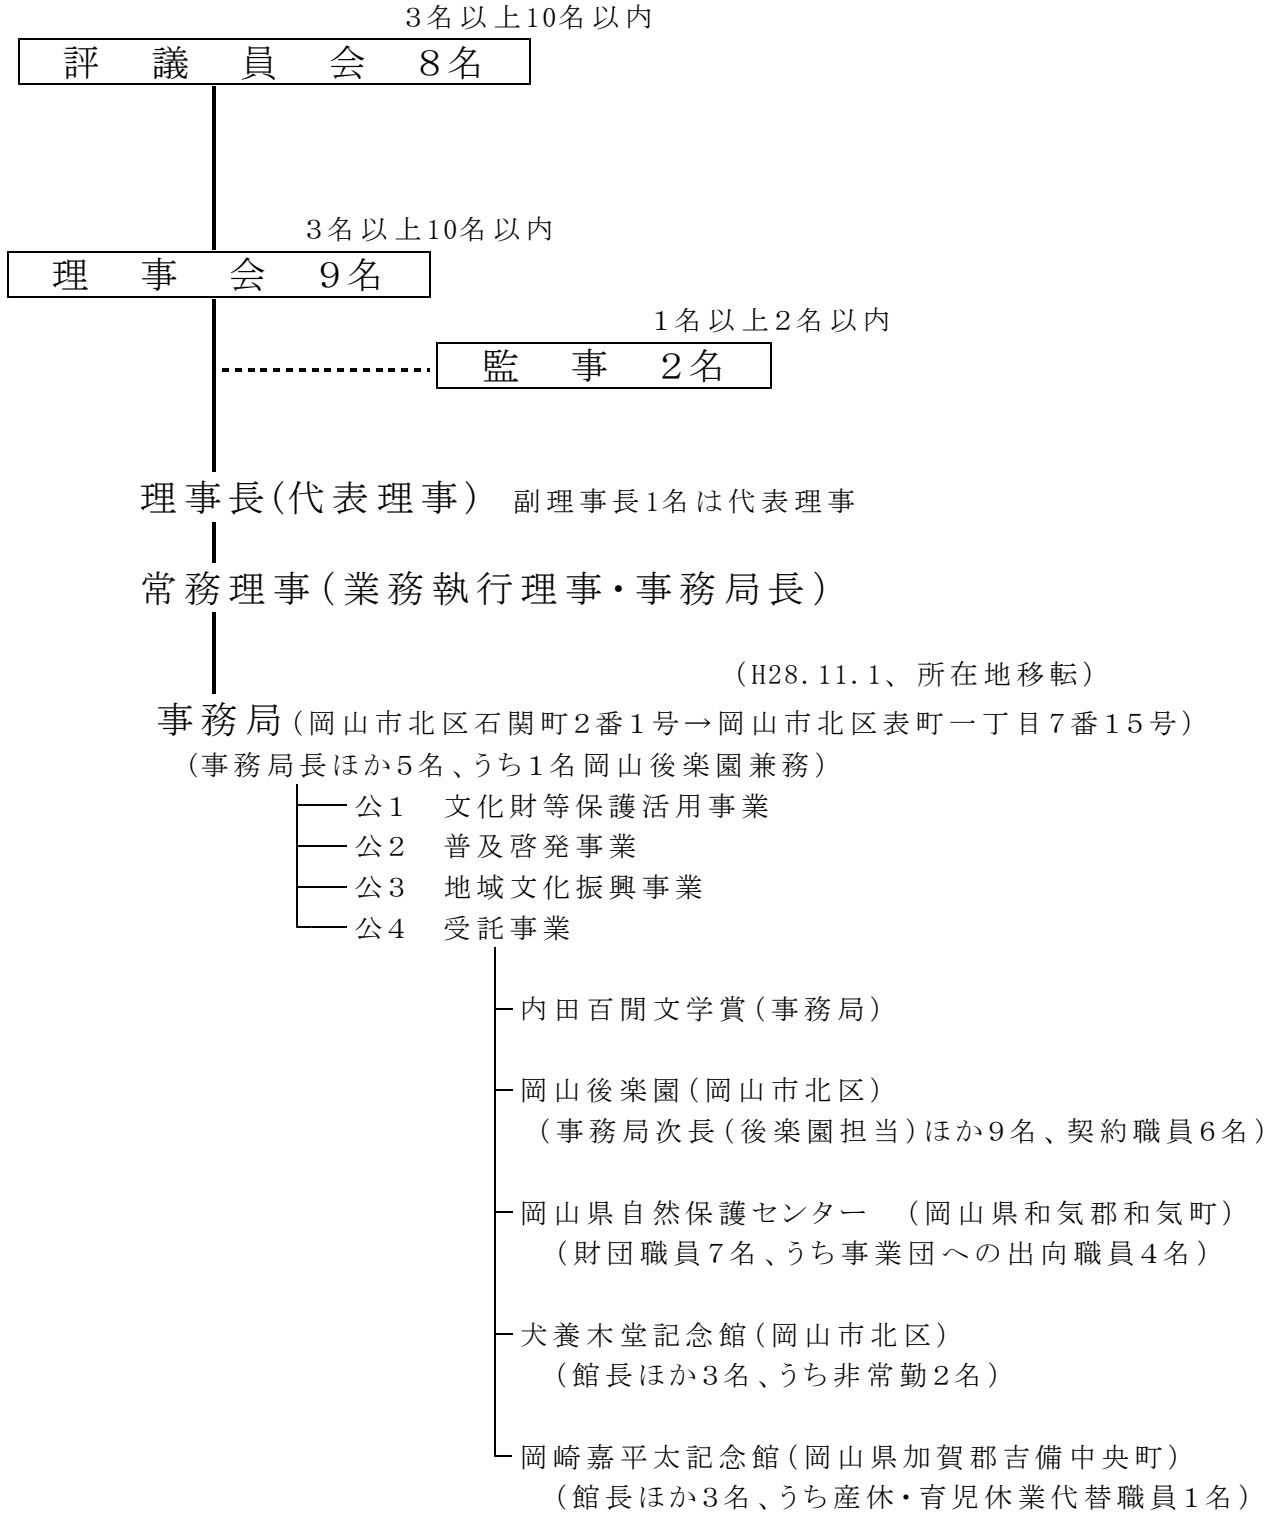 3名以上10名以内
評　議　員　会　8名
3名以上10名以内
理　事　会　9名
1名以上2名以内
監　事　2名
理事長(代表理事)　副理事長1名は代表理事
常務理事(業務執行理事・事務局長)
(H28.11.1、所在地移転)
事務局(岡山市北区石関町2番1号→岡山市北区表町一丁目7番15号)
(事務局長ほか5名、うち1名岡山後楽園兼務)
公1　文化財等保護活用事業
公2　普及啓発事業
公3　地域文化振興事業
公4　受託事業
内田百閒文学賞(事務局)
岡山後楽園(岡山市北区)
(事務局次長(後楽園担当)ほか9名、契約職員6名)
岡山県自然保護センター　(岡山県和気郡和気町)
(財団職員7名、うち事業団への出向職員4名)
犬養木堂記念館(岡山市北区)
(館長ほか3名、うち非常勤2名)
岡崎嘉平太記念館(岡山県加賀郡吉備中央町)
(館長ほか3名、うち産休・育児休業代替職員1名)